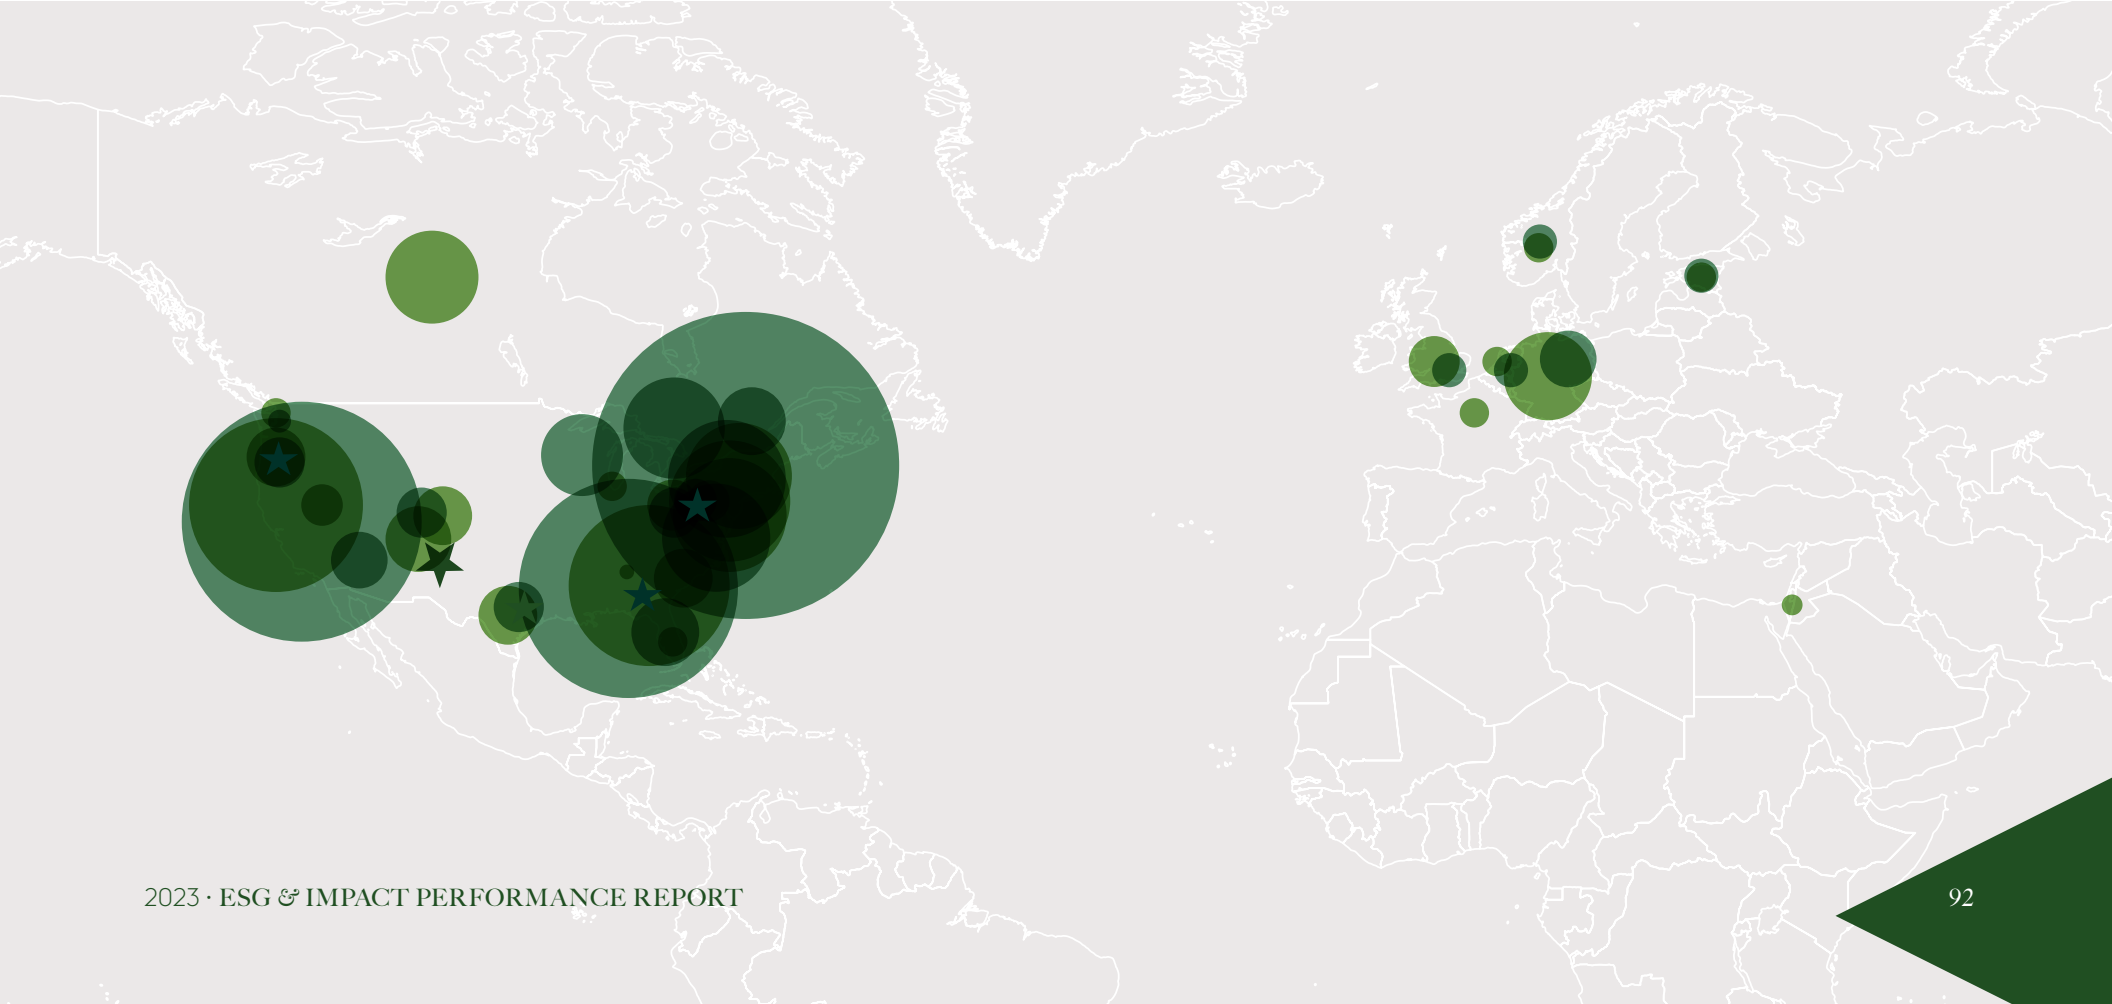 2023 · ESG & IMPACT PERFORMANCE REPORT
92